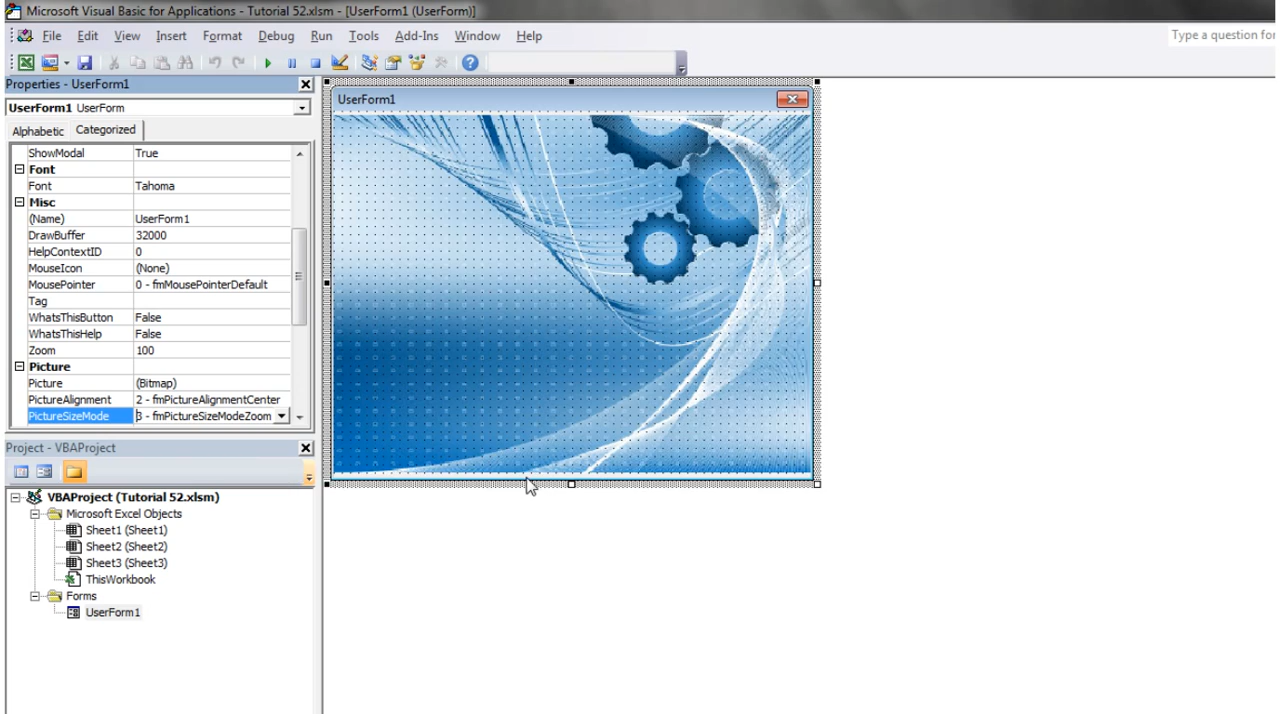 Microsoft Visual Basic for Applications - Tutorial 52.xlsm - [UserForm1 (UserForm)]
File Edit View Insert Format Debug Run Tools Add-Ins Window Help
Type a question for
Properties - UserForm1
UserForm1 UserForm
Alphabetic Categorized
ShowModal True
Font
Font Tahoma
Misc
(Name) UserForm1
DrawBuffer 32000
HelpContextID 0
MouseIcon (None)
MousePointer 0 - fmMousePointerDefault
Tag
WhatsThisButton False
WhatsThisHelp False
Zoom 100
Picture
Picture (Bitmap)
PictureAlignment 2 - fmPictureAlignmentCenter
PictureSizeMode 3 - fmPictureSizeModeZoom
Project - VBAProject
VBAProject (Tutorial 52.xlsm)
Microsoft Excel Objects
Sheet1 (Sheet1)
Sheet2 (Sheet2)
Sheet3 (Sheet3)
ThisWorkbook
Forms
UserForm1
UserForm1